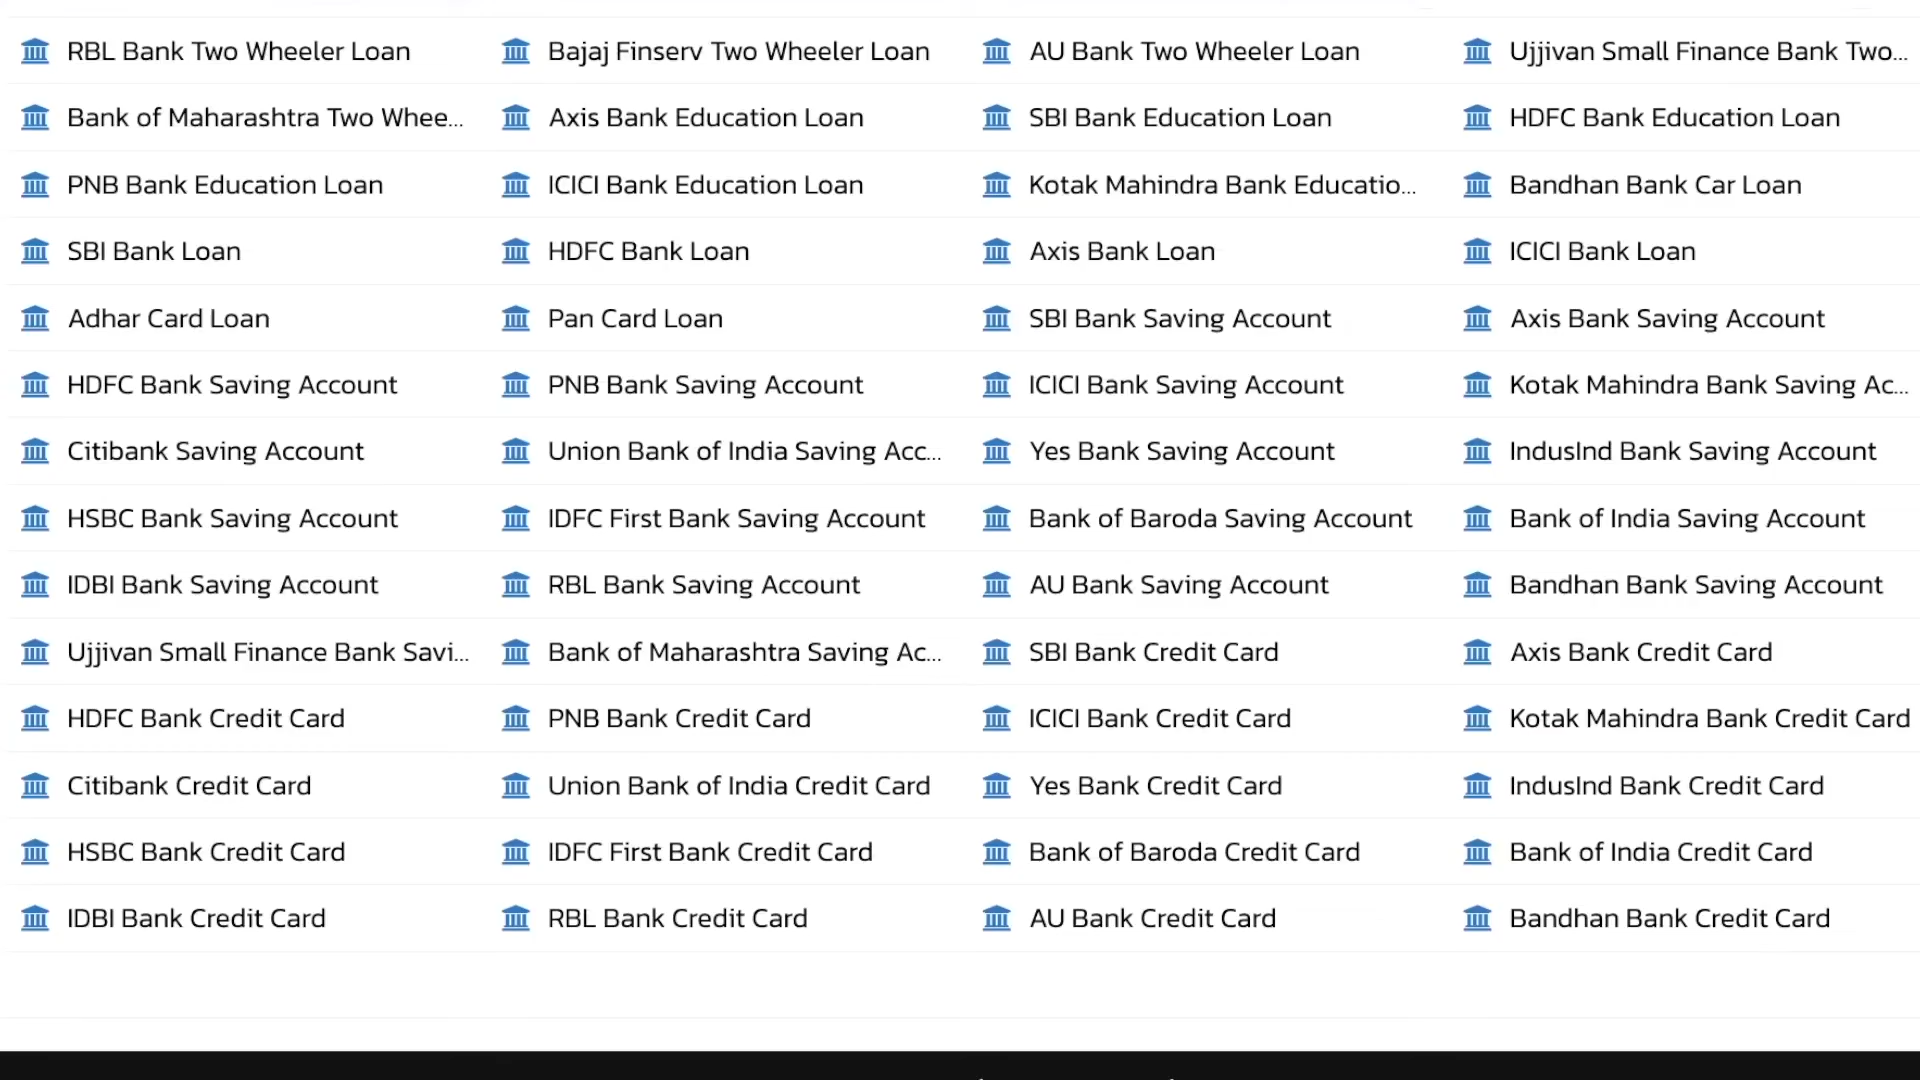 RBL Bank Two Wheeler Loan
Bajaj Finserv Two Wheeler Loan
AU Bank Two Wheeler Loan
Ujjivan Small Finance Bank Two...
Bank of Maharashtra Two Whee...
Axis Bank Education Loan
SBI Bank Education Loan
HDFC Bank Education Loan
PNB Bank Education Loan
ICICI Bank Education Loan
Kotak Mahindra Bank Educatio...
Bandhan Bank Car Loan
SBI Bank Loan
HDFC Bank Loan
Axis Bank Loan
ICICI Bank Loan
Adhar Card Loan
Pan Card Loan
SBI Bank Saving Account
Axis Bank Saving Account
HDFC Bank Saving Account
PNB Bank Saving Account
ICICI Bank Saving Account
Kotak Mahindra Bank Saving Ac...
Citibank Saving Account
Union Bank of India Saving Acc...
Yes Bank Saving Account
IndusInd Bank Saving Account
HSBC Bank Saving Account
IDFC First Bank Saving Account
Bank of Baroda Saving Account
Bank of India Saving Account
IDBI Bank Saving Account
RBL Bank Saving Account
AU Bank Saving Account
Bandhan Bank Saving Account
Ujjivan Small Finance Bank Savi...
Bank of Maharashtra Saving Ac...
SBI Bank Credit Card
Axis Bank Credit Card
HDFC Bank Credit Card
PNB Bank Credit Card
ICICI Bank Credit Card
Kotak Mahindra Bank Credit Card
Citibank Credit Card
Union Bank of India Credit Card
Yes Bank Credit Card
IndusInd Bank Credit Card
HSBC Bank Credit Card
IDFC First Bank Credit Card
Bank of Baroda Credit Card
Bank of India Credit Card
IDBI Bank Credit Card
RBL Bank Credit Card
AU Bank Credit Card
Bandhan Bank Credit Card